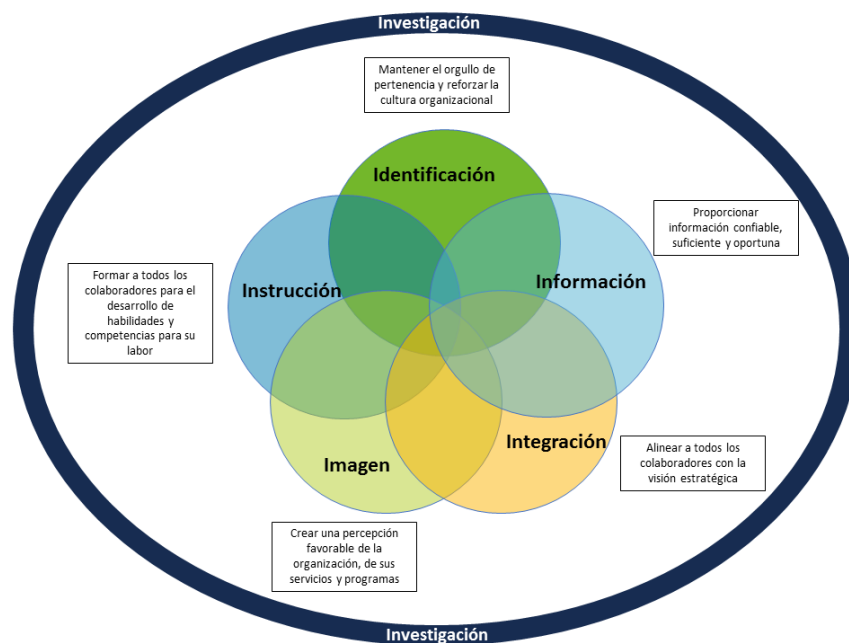 Investigación
Mantener el orgullo de
pertenencia y reforzar la
cultura organizacional
Identificación
Proporcionar
información confiable,
suficiente y oportuna
Información
Instrucción
Formar a todos los
colaboradores para el
desarrollo de
habilidades y
competencias para su
labor
Integración
Alinear a todos los
colaboradores con la
visión estratégica
Imagen
Crear una percepción
favorable de la
organización, de sus
servicios y programas
Investigación